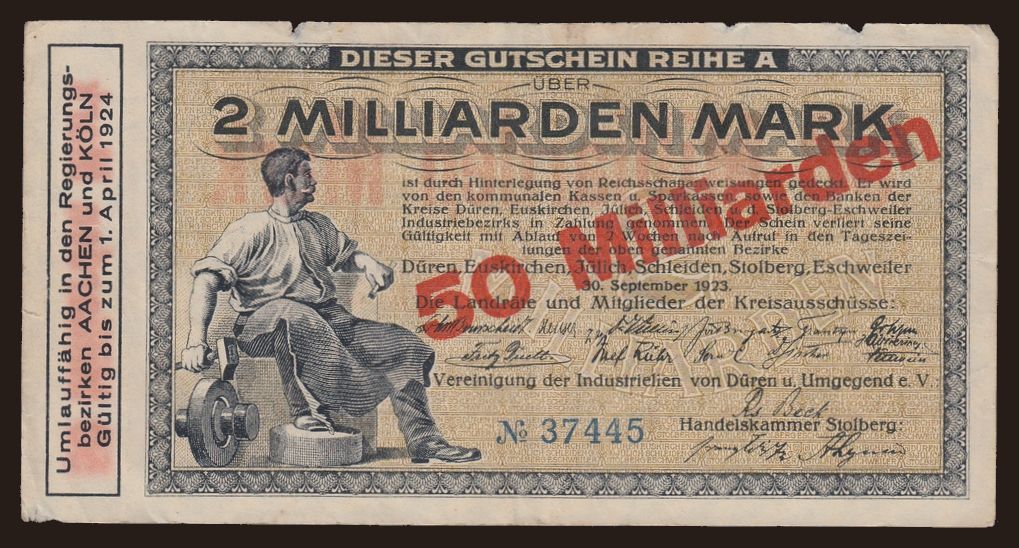 Umlauffähig in den Regierungs-
bezirken AACHEN und KÖLN
Gültig bis zum 1. April 1924
DIESER GUTSCHEIN REIHE A
ÜBER
2 MILLIARDEN MARK
50 Milliarden
ist durch Hinterlegung von Reichsschatzanweisungen gedeckt. Er wird
von den kommunalen Kassen u. Sparkassen, sowie den Banken der
Kreise Düren, Euskirchen, Jülich, Schleiden u. d. Stolberg-Eschweiler
Industriebezirks in Zahlung genommen. Der Schein verliert seine
Gültigkeit mit Ablauf von 2 Wochen nach Aufruf in den Tageszei-
tungen der oben genannten Bezirke
Düren, Euskirchen, Jülich, Schleiden, Stolberg, Eschweiler
30. September 1923.
Die Landräte und Mitglieder der Kreisausschüsse:
Vereinigung der Industriellen von Düren u. Umgegend e. V.:
Handelskammer Stolberg:
№ 37445